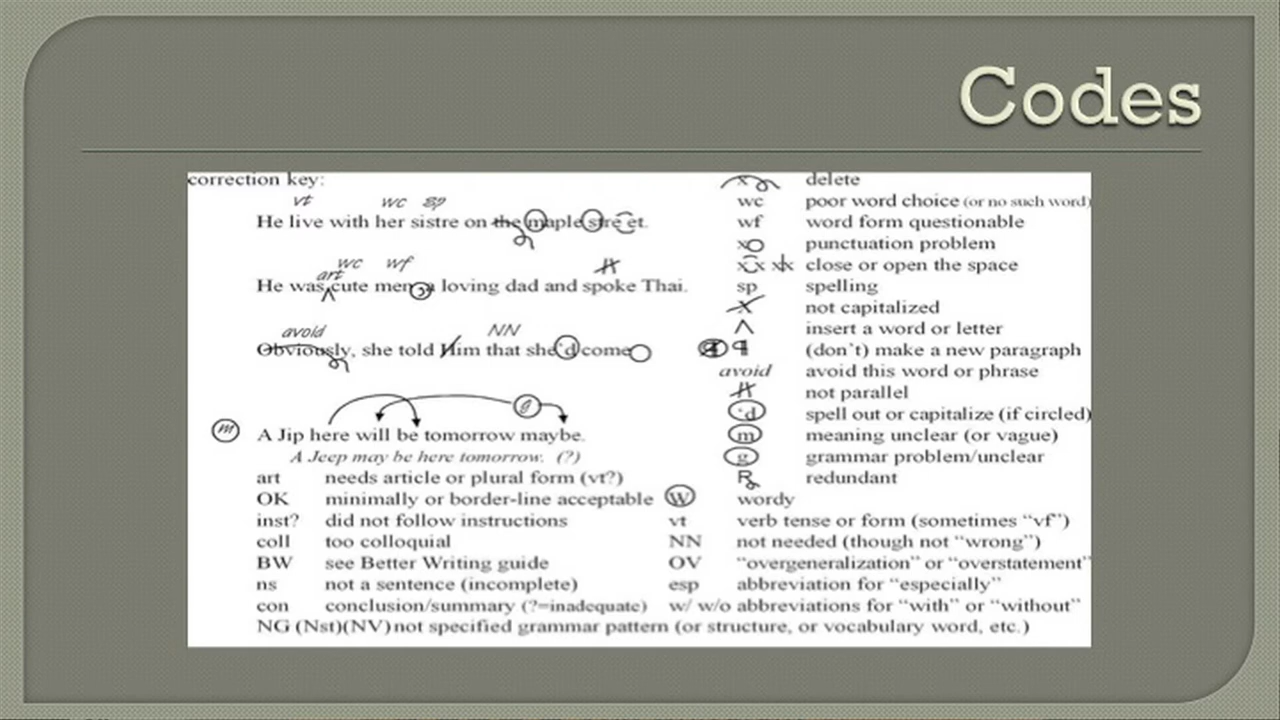 Codes
correction key:
vt wc sp
He live with her sistre on the maple stre et.
wc wf
art
He was cute men, a loving dad and spoke Thai.
avoid NN
Obviously, she told Him that she'd come
g
m A Jip here will be tomorrow maybe.
A Jeep may be here tomorrow. (?)
x delete
wc poor word choice (or no such word)
wf word form questionable
x punctuation problem
x x xx close or open the space
sp spelling
X not capitalized
^ insert a word or letter
¶ ¶ (don't) make a new paragraph
avoid avoid this word or phrase
not parallel
'd spell out or capitalize (if circled)
m meaning unclear (or vague)
g grammar problem/unclear
R redundant
art needs article or plural form (vt?)
OK minimally or border-line acceptable W wordy
inst? did not follow instructions vt verb tense or form (sometimes “vf”)
coll too colloquial NN not needed (though not “wrong”)
BW see Better Writing guide OV “overgeneralization” or “overstatement”
ns not a sentence (incomplete) esp abbreviation for “especially”
con conclusion/summary (?=inadequate) w/ w/o abbreviations for “with” or “without”
NG (Nst)(NV) not specified grammar pattern (or structure, or vocabulary word, etc.)